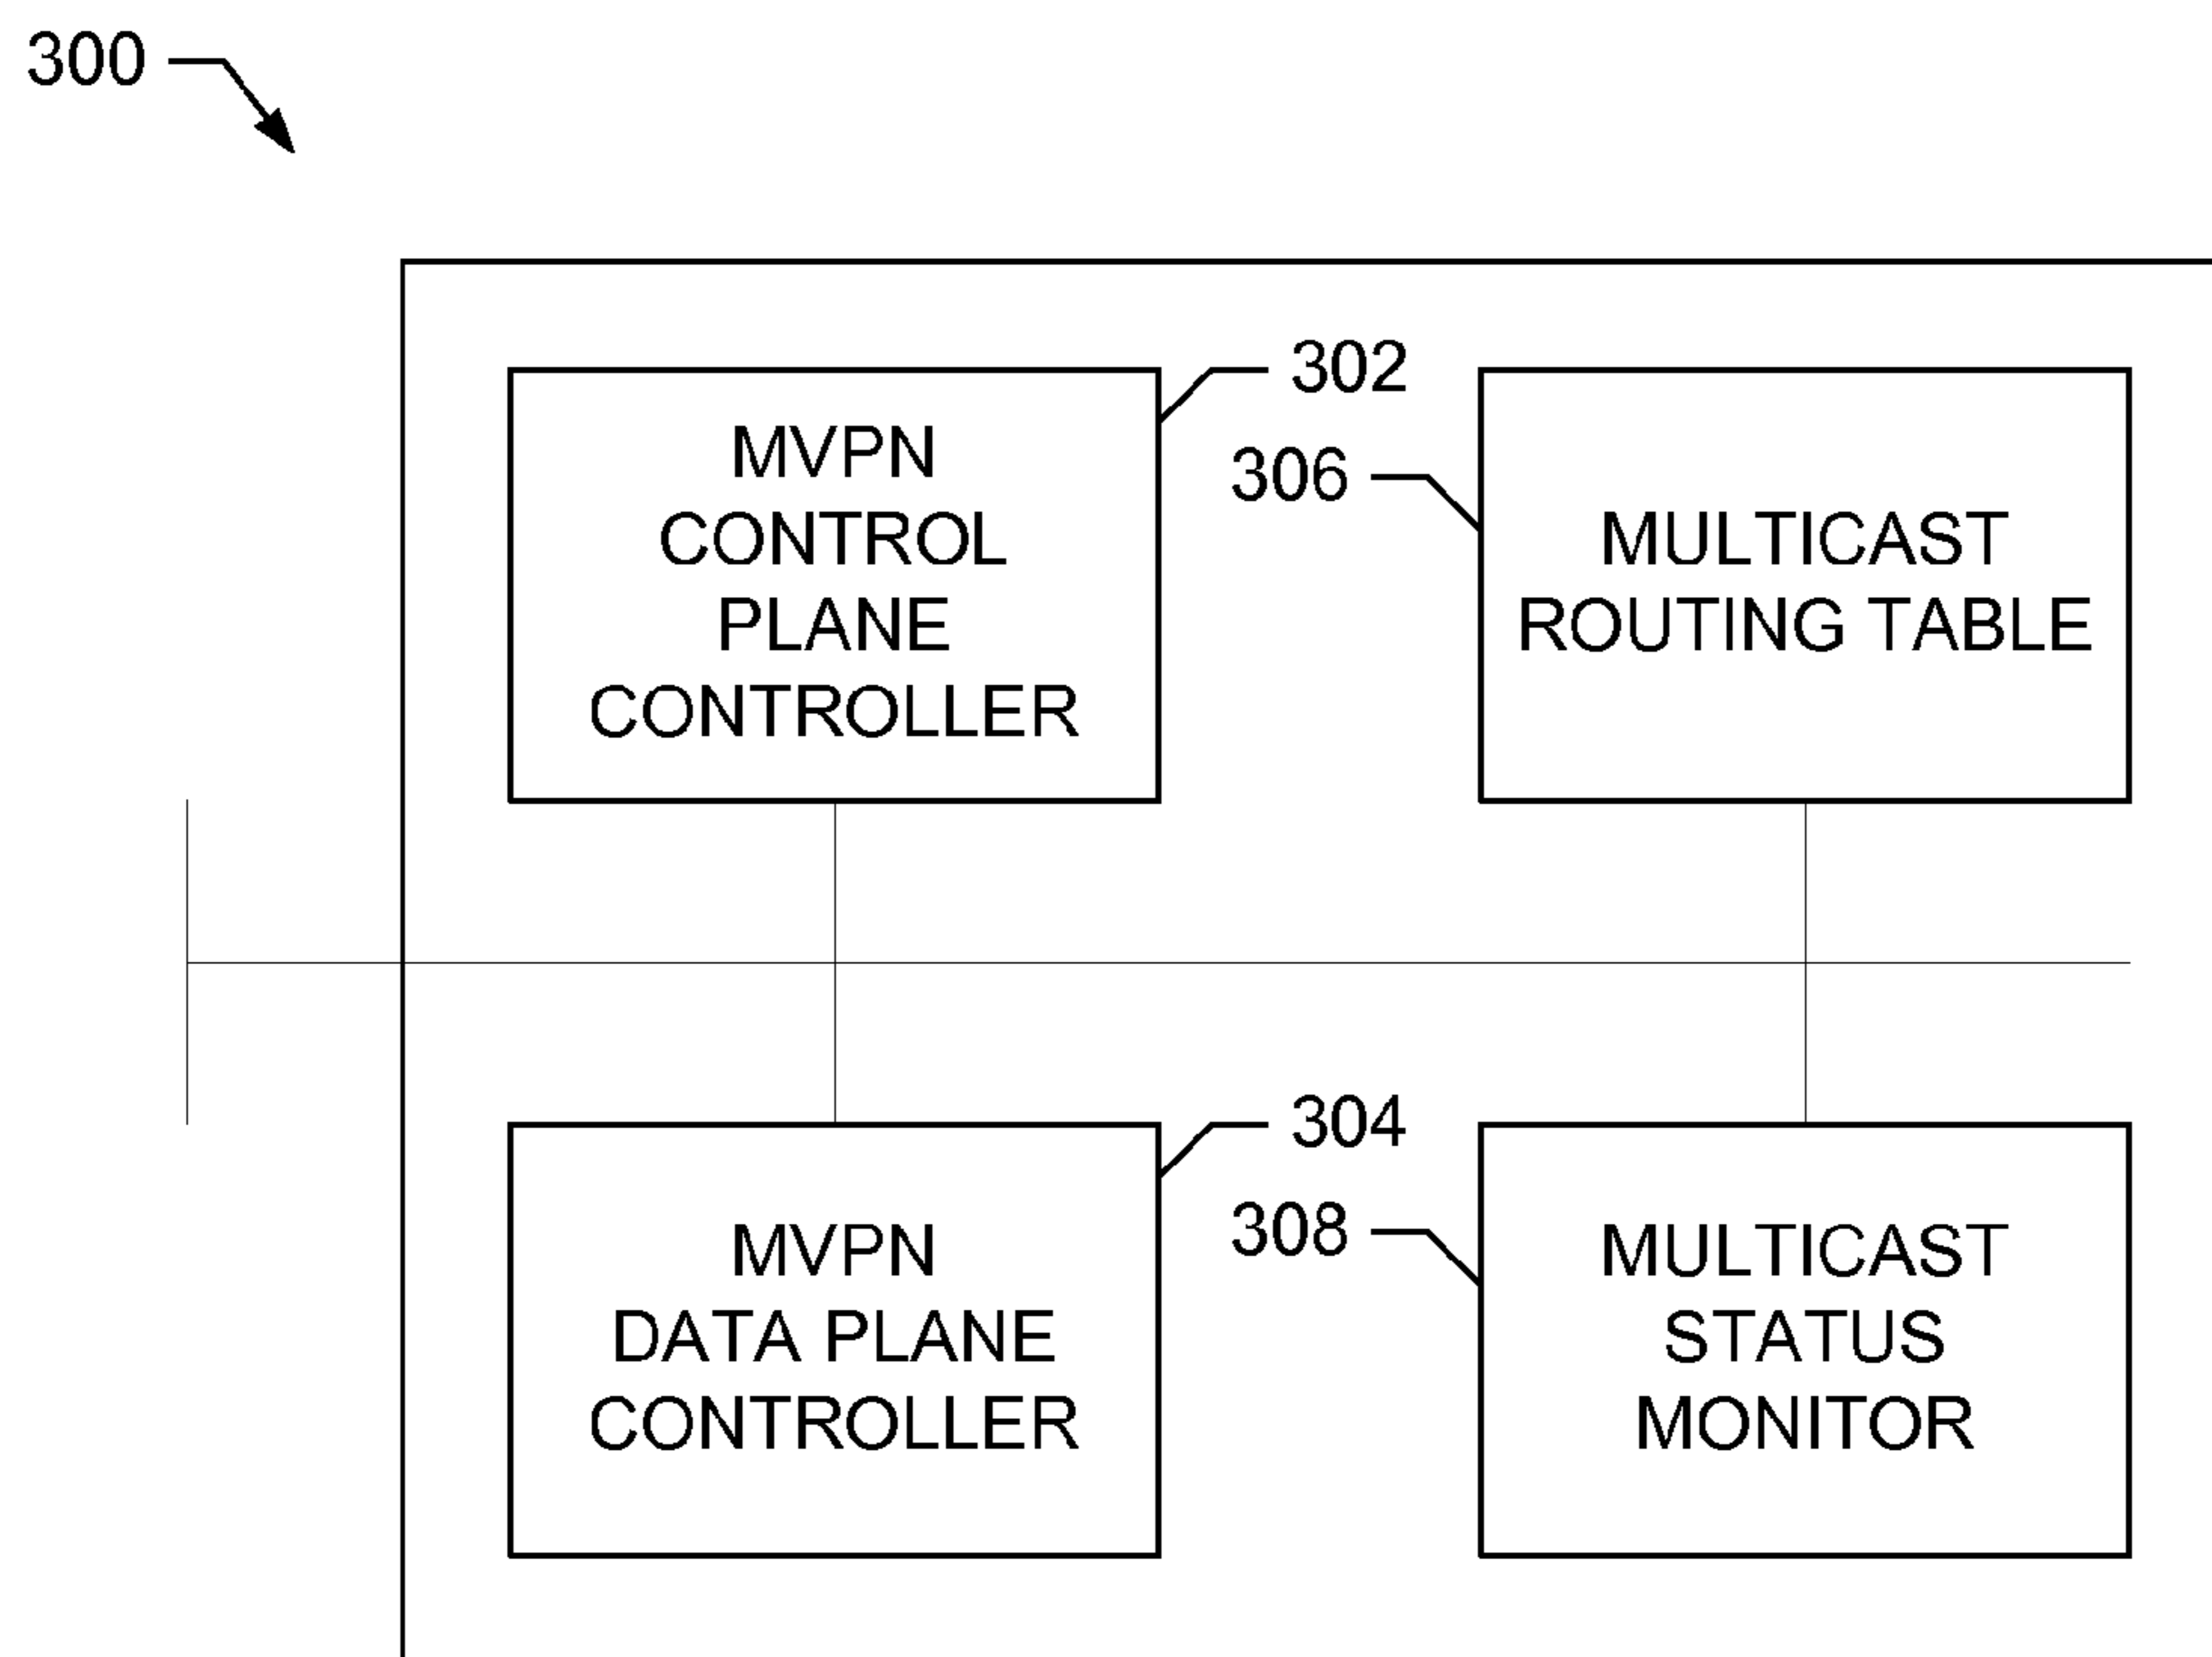 300
302
MVPN
CONTROL
PLANE
CONTROLLER
306
MULTICAST
ROUTING TABLE
304
MVPN
DATA PLANE
CONTROLLER
308
MULTICAST
STATUS
MONITOR